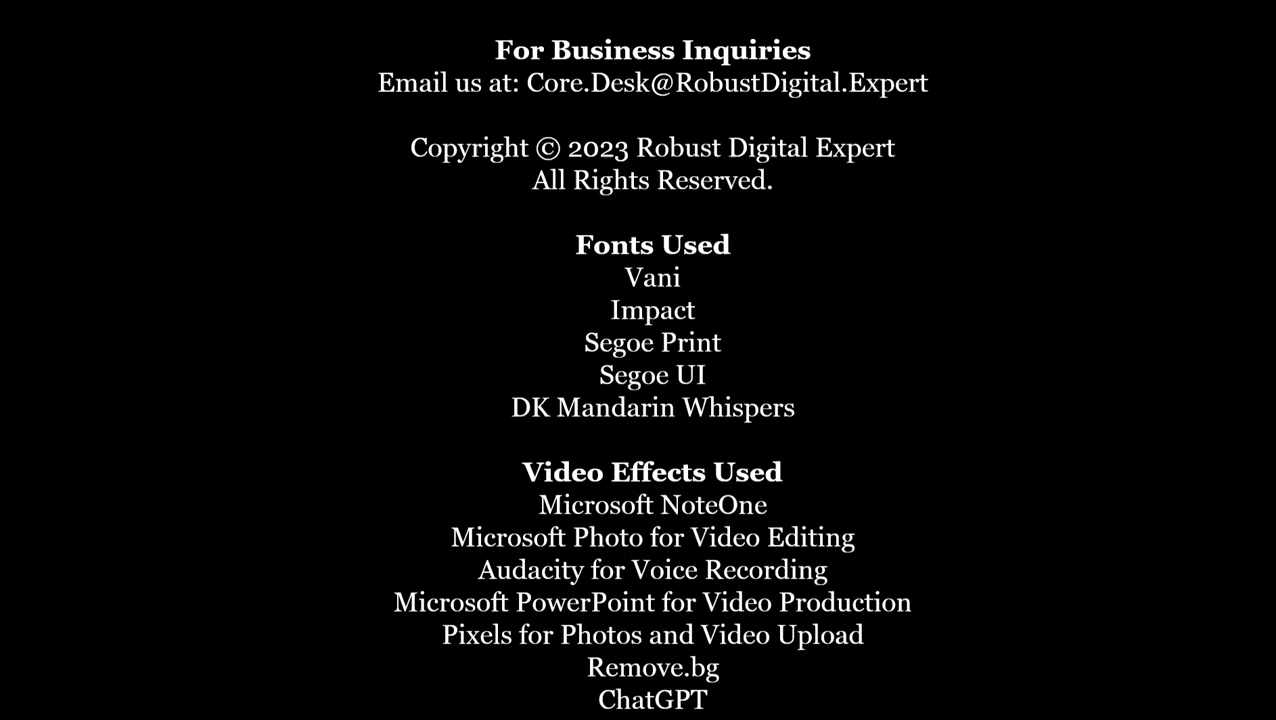 For Business Inquiries
Email us at: Core.Desk@RobustDigital.Expert
Copyright © 2023 Robust Digital Expert
All Rights Reserved.
Fonts Used
Vani
Impact
Segoe Print
Segoe UI
DK Mandarin Whispers
Video Effects Used
Microsoft NoteOne
Microsoft Photo for Video Editing
Audacity for Voice Recording
Microsoft PowerPoint for Video Production
Pixels for Photos and Video Upload
Remove.bg
ChatGPT